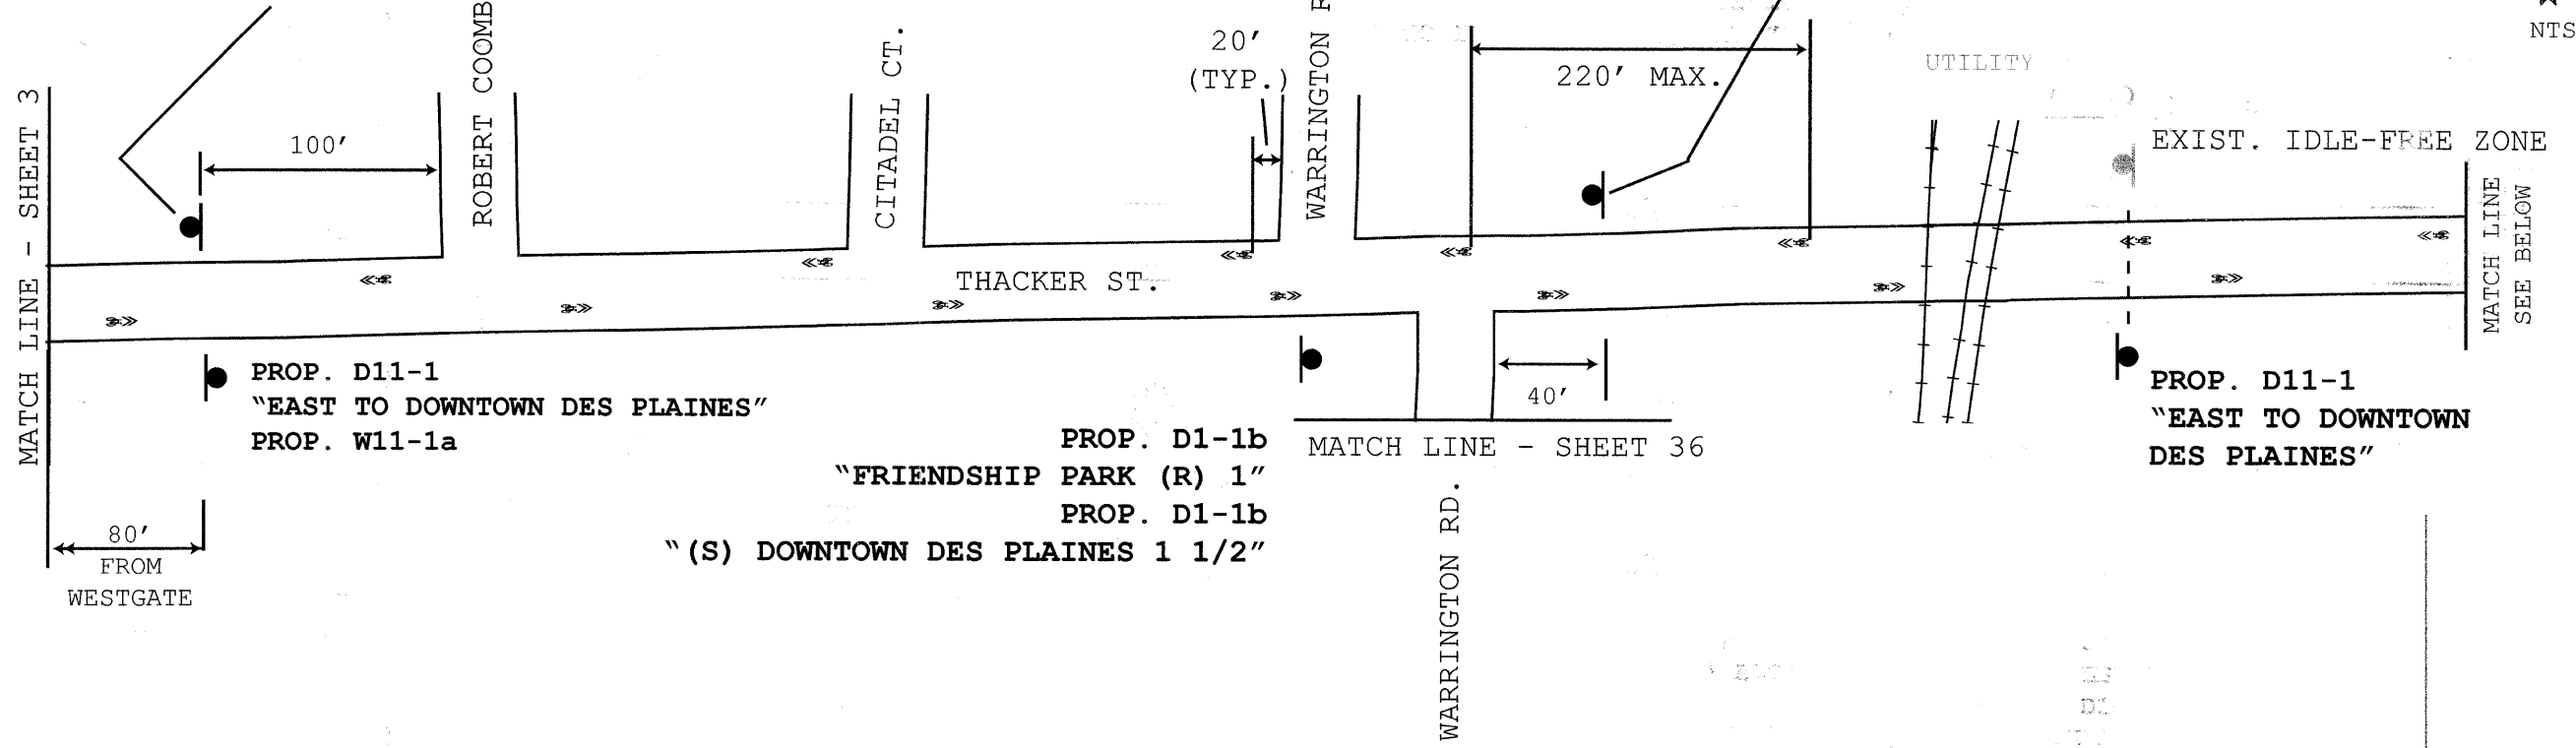 NTS
ROBERT COOMB
CITADEL CT.
20'
(TYP.)
WARRINGTON
220' MAX.
UTILITY
EXIST. IDLE-FREE ZONE
MATCH LINE - SHEET 3
100'
MATCH LINE
SEE BELOW
THACKER ST.
PROP. D11-1
"EAST TO DOWNTOWN DES PLAINES"
PROP. W11-1a
40'
PROP. D1-1b
"FRIENDSHIP PARK (R) 1"
PROP. D1-1b
"(S) DOWNTOWN DES PLAINES 1 1/2"
MATCH LINE - SHEET 36
PROP. D11-1
"EAST TO DOWNTOWN
DES PLAINES"
80'
FROM
WESTGATE
WARRINGTON RD.